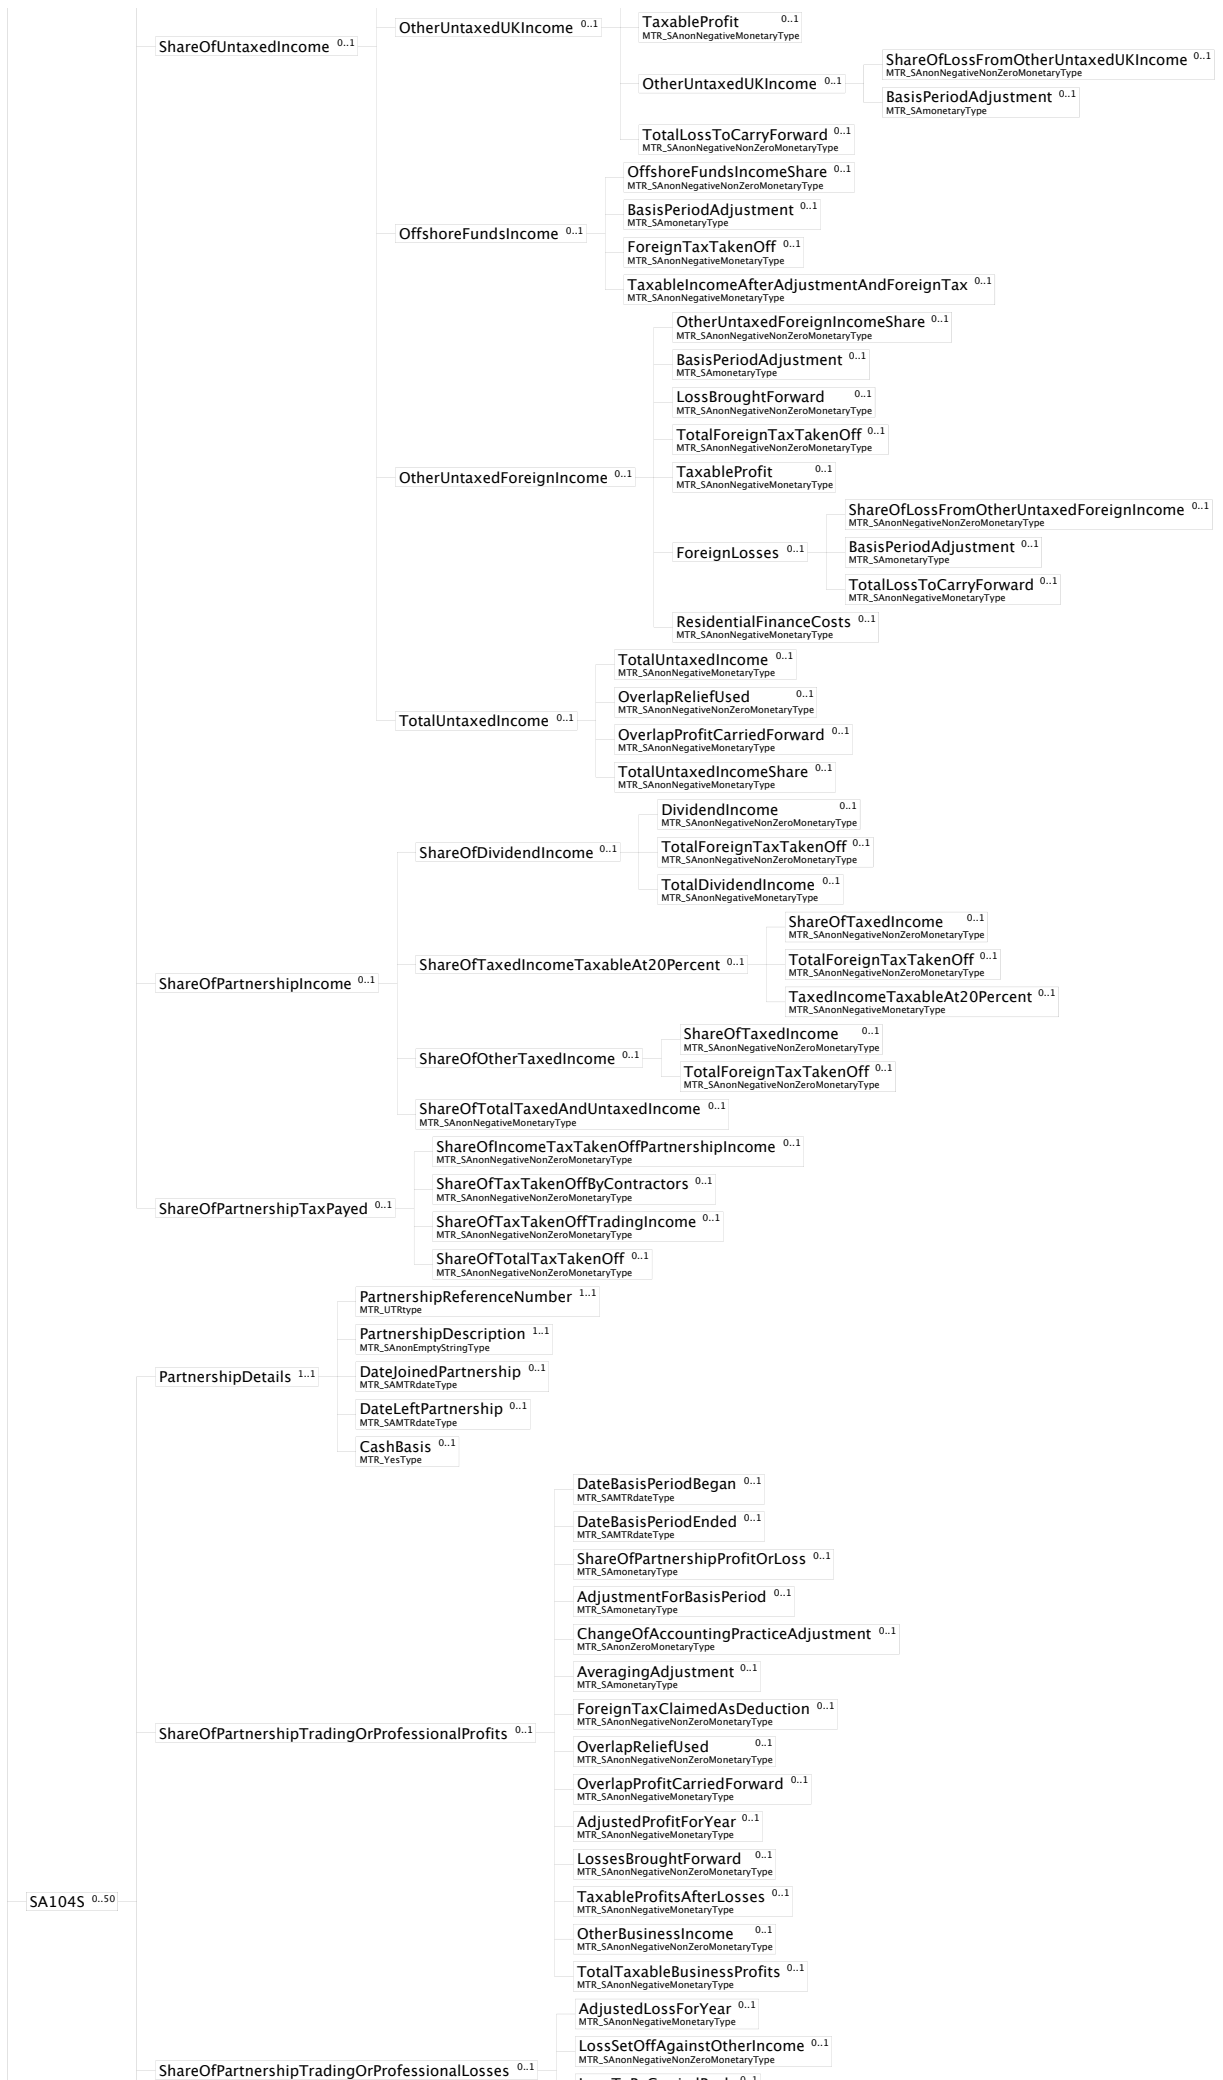 OtherUntaxedUKIncome 0..1
TaxableProfit 0..1
MTR_SAnonNegativeMonetaryType
ShareOfUntaxedIncome 0..1
ShareOfLossFromOtherUntaxedUKIncome 0..1
MTR_SAnonNegativeNonZeroMonetaryType
OtherUntaxedUKIncome 0..1
BasisPeriodAdjustment 0..1
MTR_SAmonetaryType
TotalLossToCarryForward 0..1
MTR_SAnonNegativeNonZeroMonetaryType
OffshoreFundsIncomeShare 0..1
MTR_SAnonNegativeNonZeroMonetaryType
BasisPeriodAdjustment 0..1
MTR_SAmonetaryType
OffshoreFundsIncome 0..1
ForeignTaxTakenOff 0..1
MTR_SAnonNegativeMonetaryType
TaxableIncomeAfterAdjustmentAndForeignTax 0..1
MTR_SAnonNegativeMonetaryType
OtherUntaxedForeignIncomeShare 0..1
MTR_SAnonNegativeNonZeroMonetaryType
BasisPeriodAdjustment 0..1
MTR_SAmonetaryType
LossBroughtForward 0..1
MTR_SAnonNegativeNonZeroMonetaryType
TotalForeignTaxTakenOff 0..1
MTR_SAnonNegativeNonZeroMonetaryType
OtherUntaxedForeignIncome 0..1
TaxableProfit 0..1
MTR_SAnonNegativeMonetaryType
ShareOfLossFromOtherUntaxedForeignIncome 0..1
MTR_SAnonNegativeNonZeroMonetaryType
ForeignLosses 0..1
BasisPeriodAdjustment 0..1
MTR_SAmonetaryType
TotalLossToCarryForward 0..1
MTR_SAnonNegativeMonetaryType
ResidentialFinanceCosts 0..1
MTR_SAnonNegativeMonetaryType
TotalUntaxedIncome 0..1
MTR_SAnonNegativeMonetaryType
OverlapReliefUsed 0..1
MTR_SAnonNegativeNonZeroMonetaryType
TotalUntaxedIncome 0..1
OverlapProfitCarriedForward 0..1
MTR_SAnonNegativeMonetaryType
TotalUntaxedIncomeShare 0..1
MTR_SAnonNegativeMonetaryType
DividendIncome 0..1
MTR_SAnonNegativeNonZeroMonetaryType
ShareOfDividendIncome 0..1
TotalForeignTaxTakenOff 0..1
MTR_SAnonNegativeNonZeroMonetaryType
TotalDividendIncome 0..1
MTR_SAnonNegativeMonetaryType
ShareOfTaxedIncome 0..1
MTR_SAnonNegativeNonZeroMonetaryType
ShareOfTaxedIncomeTaxableAt20Percent 0..1
TotalForeignTaxTakenOff 0..1
MTR_SAnonNegativeNonZeroMonetaryType
ShareOfPartnershipIncome 0..1
TaxedIncomeTaxableAt20Percent 0..1
MTR_SAnonNegativeMonetaryType
ShareOfTaxedIncome 0..1
MTR_SAnonNegativeNonZeroMonetaryType
ShareOfOtherTaxedIncome 0..1
TotalForeignTaxTakenOff 0..1
MTR_SAnonNegativeNonZeroMonetaryType
ShareOfTotalTaxedAndUntaxedIncome 0..1
MTR_SAnonNegativeMonetaryType
ShareOfIncomeTaxTakenOffPartnershipIncome 0..1
MTR_SAnonNegativeNonZeroMonetaryType
ShareOfTaxTakenOffByContractors 0..1
MTR_SAnonNegativeNonZeroMonetaryType
ShareOfPartnershipTaxPayed 0..1
ShareOfTaxTakenOffTradingIncome 0..1
MTR_SAnonNegativeNonZeroMonetaryType
ShareOfTotalTaxTakenOff 0..1
MTR_SAnonNegativeNonZeroMonetaryType
PartnershipReferenceNumber 1..1
MTR_UTRtype
PartnershipDescription 1..1
MTR_SAnonEmptyStringType
PartnershipDetails 1..1
DateJoinedPartnership 0..1
MTR_SAMTRdateType
DateLeftPartnership 0..1
MTR_SAMTRdateType
CashBasis 0..1
MTR_YesType
DateBasisPeriodBegan 0..1
MTR_SAMTRdateType
DateBasisPeriodEnded 0..1
MTR_SAMTRdateType
ShareOfPartnershipProfitOrLoss 0..1
MTR_SAmonetaryType
AdjustmentForBasisPeriod 0..1
MTR_SAmonetaryType
ChangeOfAccountingPracticeAdjustment 0..1
MTR_SAnonZeroMonetaryType
AveragingAdjustment 0..1
MTR_SAmonetaryType
ForeignTaxClaimedAsDeduction 0..1
MTR_SAnonNegativeNonZeroMonetaryType
ShareOfPartnershipTradingOrProfessionalProfits 0..1
OverlapReliefUsed 0..1
MTR_SAnonNegativeNonZeroMonetaryType
OverlapProfitCarriedForward 0..1
MTR_SAnonNegativeMonetaryType
AdjustedProfitForYear 0..1
MTR_SAnonNegativeMonetaryType
LossesBroughtForward 0..1
MTR_SAnonNegativeNonZeroMonetaryType
SA104S 0..50
TaxableProfitsAfterLosses 0..1
MTR_SAnonNegativeMonetaryType
OtherBusinessIncome 0..1
MTR_SAnonNegativeNonZeroMonetaryType
TotalTaxableBusinessProfits 0..1
MTR_SAnonNegativeMonetaryType
AdjustedLossForYear 0..1
MTR_SAnonNegativeMonetaryType
LossSetOffAgainstOtherIncome 0..1
MTR_SAnonNegativeNonZeroMonetaryType
ShareOfPartnershipTradingOrProfessionalLosses 0..1